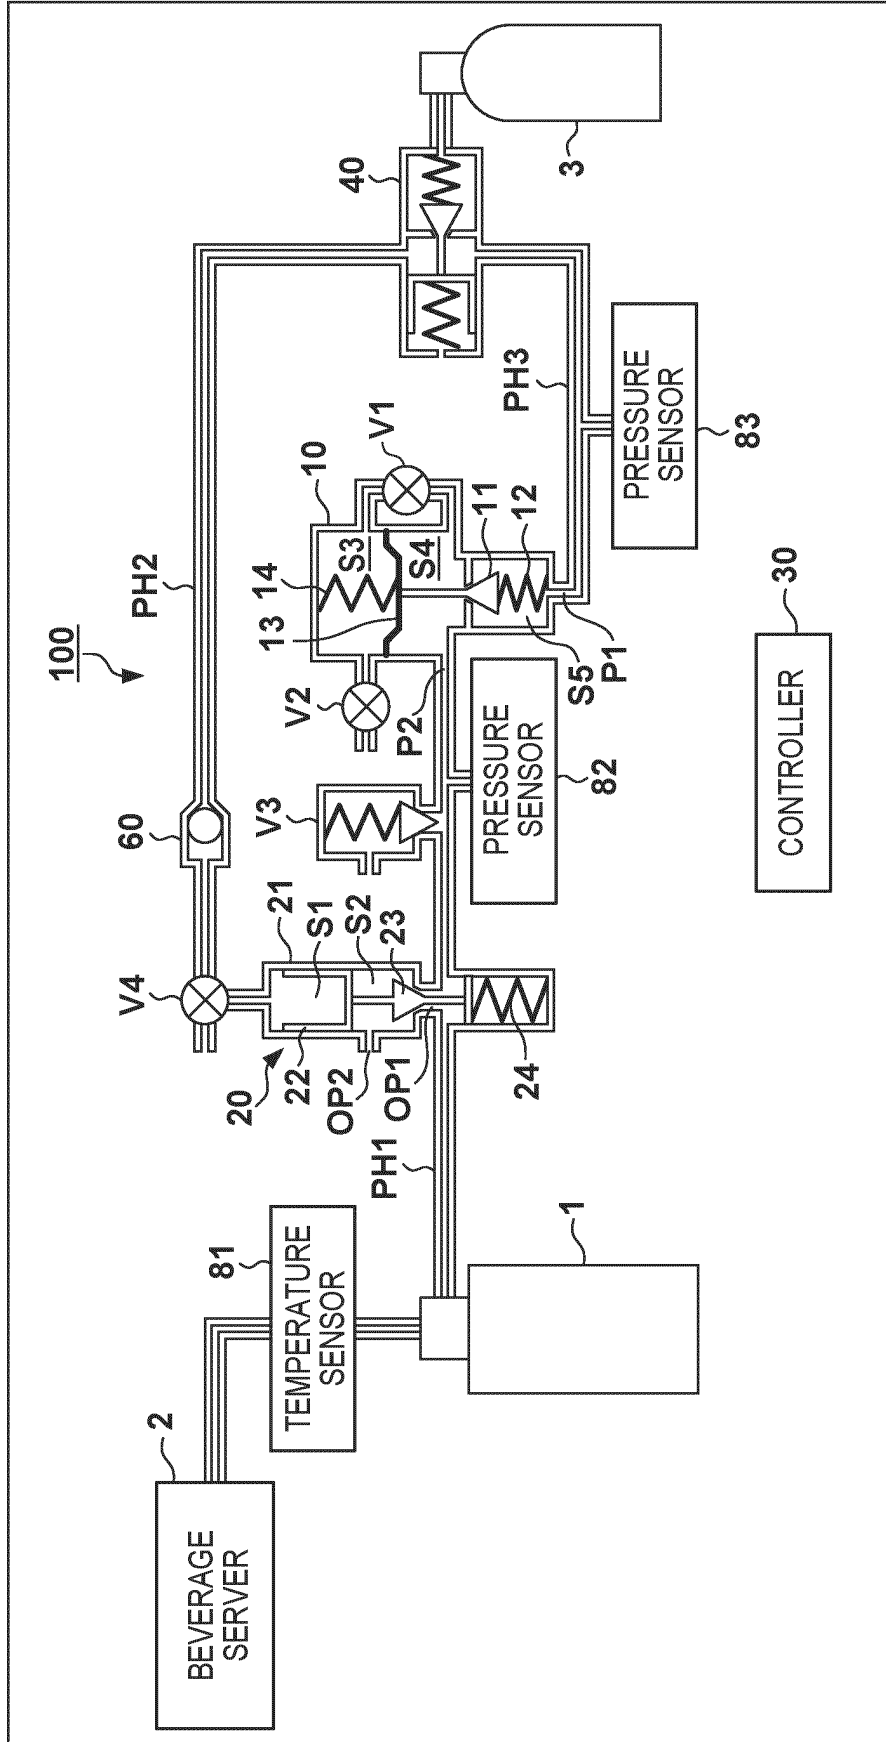 100
PH2
V4
60
40
3
20
22
21
S1
S2
23
OP2
OP1
24
V3
V2
10
14
13
S3
S4
V1
11
12
S5
P1
P2
PH3
PH1
2
BEVERAGE
SERVER
81
TEMPERATURE
SENSOR
1
PRESSURE
SENSOR
82
PRESSURE
SENSOR
83
30
CONTROLLER